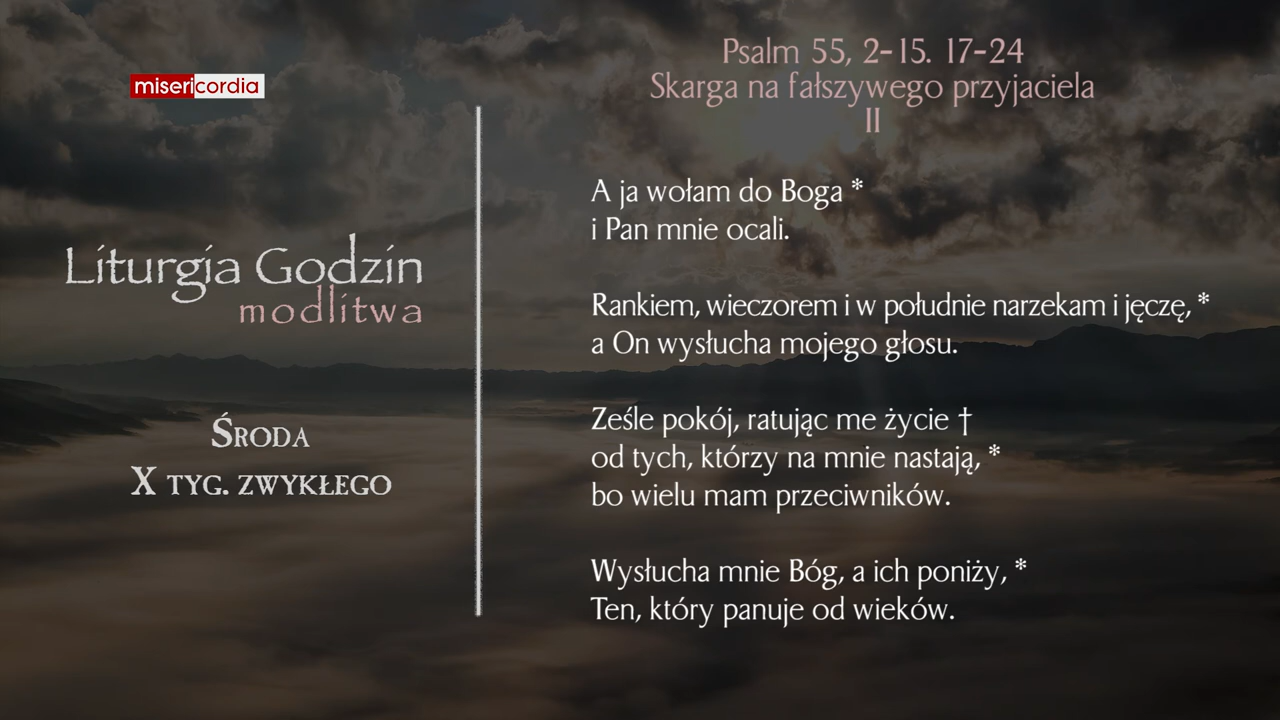 misericordia
Liturgia Godzin
modlitwa
Środa
X tyg. zwykłego
Psalm 55, 2-15. 17-24
Skarga na fałszywego przyjaciela
II
A ja wołam do Boga *
i Pan mnie ocali.
Rankiem, wieczorem i w południe narzekam i jęczę, *
a On wysłucha mojego głosu.
Ześle pokój, ratując me życie †
od tych, którzy na mnie nastają, *
bo wielu mam przeciwników.
Wysłucha mnie Bóg, a ich poniży, *
Ten, który panuje od wieków.